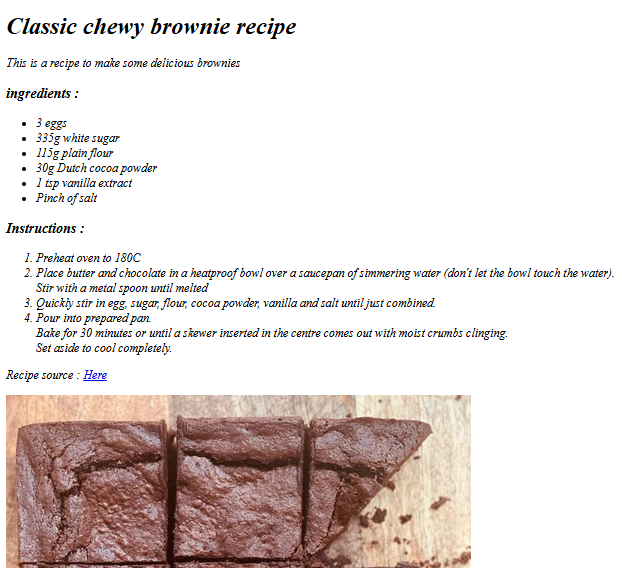 Classic chewy brownie recipe
This is a recipe to make some delicious brownies
ingredients :
3 eggs
335g white sugar
115g plain flour
30g Dutch cocoa powder
1 tsp vanilla extract
Pinch of salt
Instructions :
1. Preheat oven to 180C
2. Place butter and chocolate in a heatproof bowl over a saucepan of simmering water (don't let the bowl touch the water).
Stir with a metal spoon until melted
3. Quickly stir in egg, sugar, flour, cocoa powder, vanilla and salt until just combined.
4. Pour into prepared pan.
Bake for 30 minutes or until a skewer inserted in the centre comes out with moist crumbs clinging.
Set aside to cool completely.
Recipe source : Here